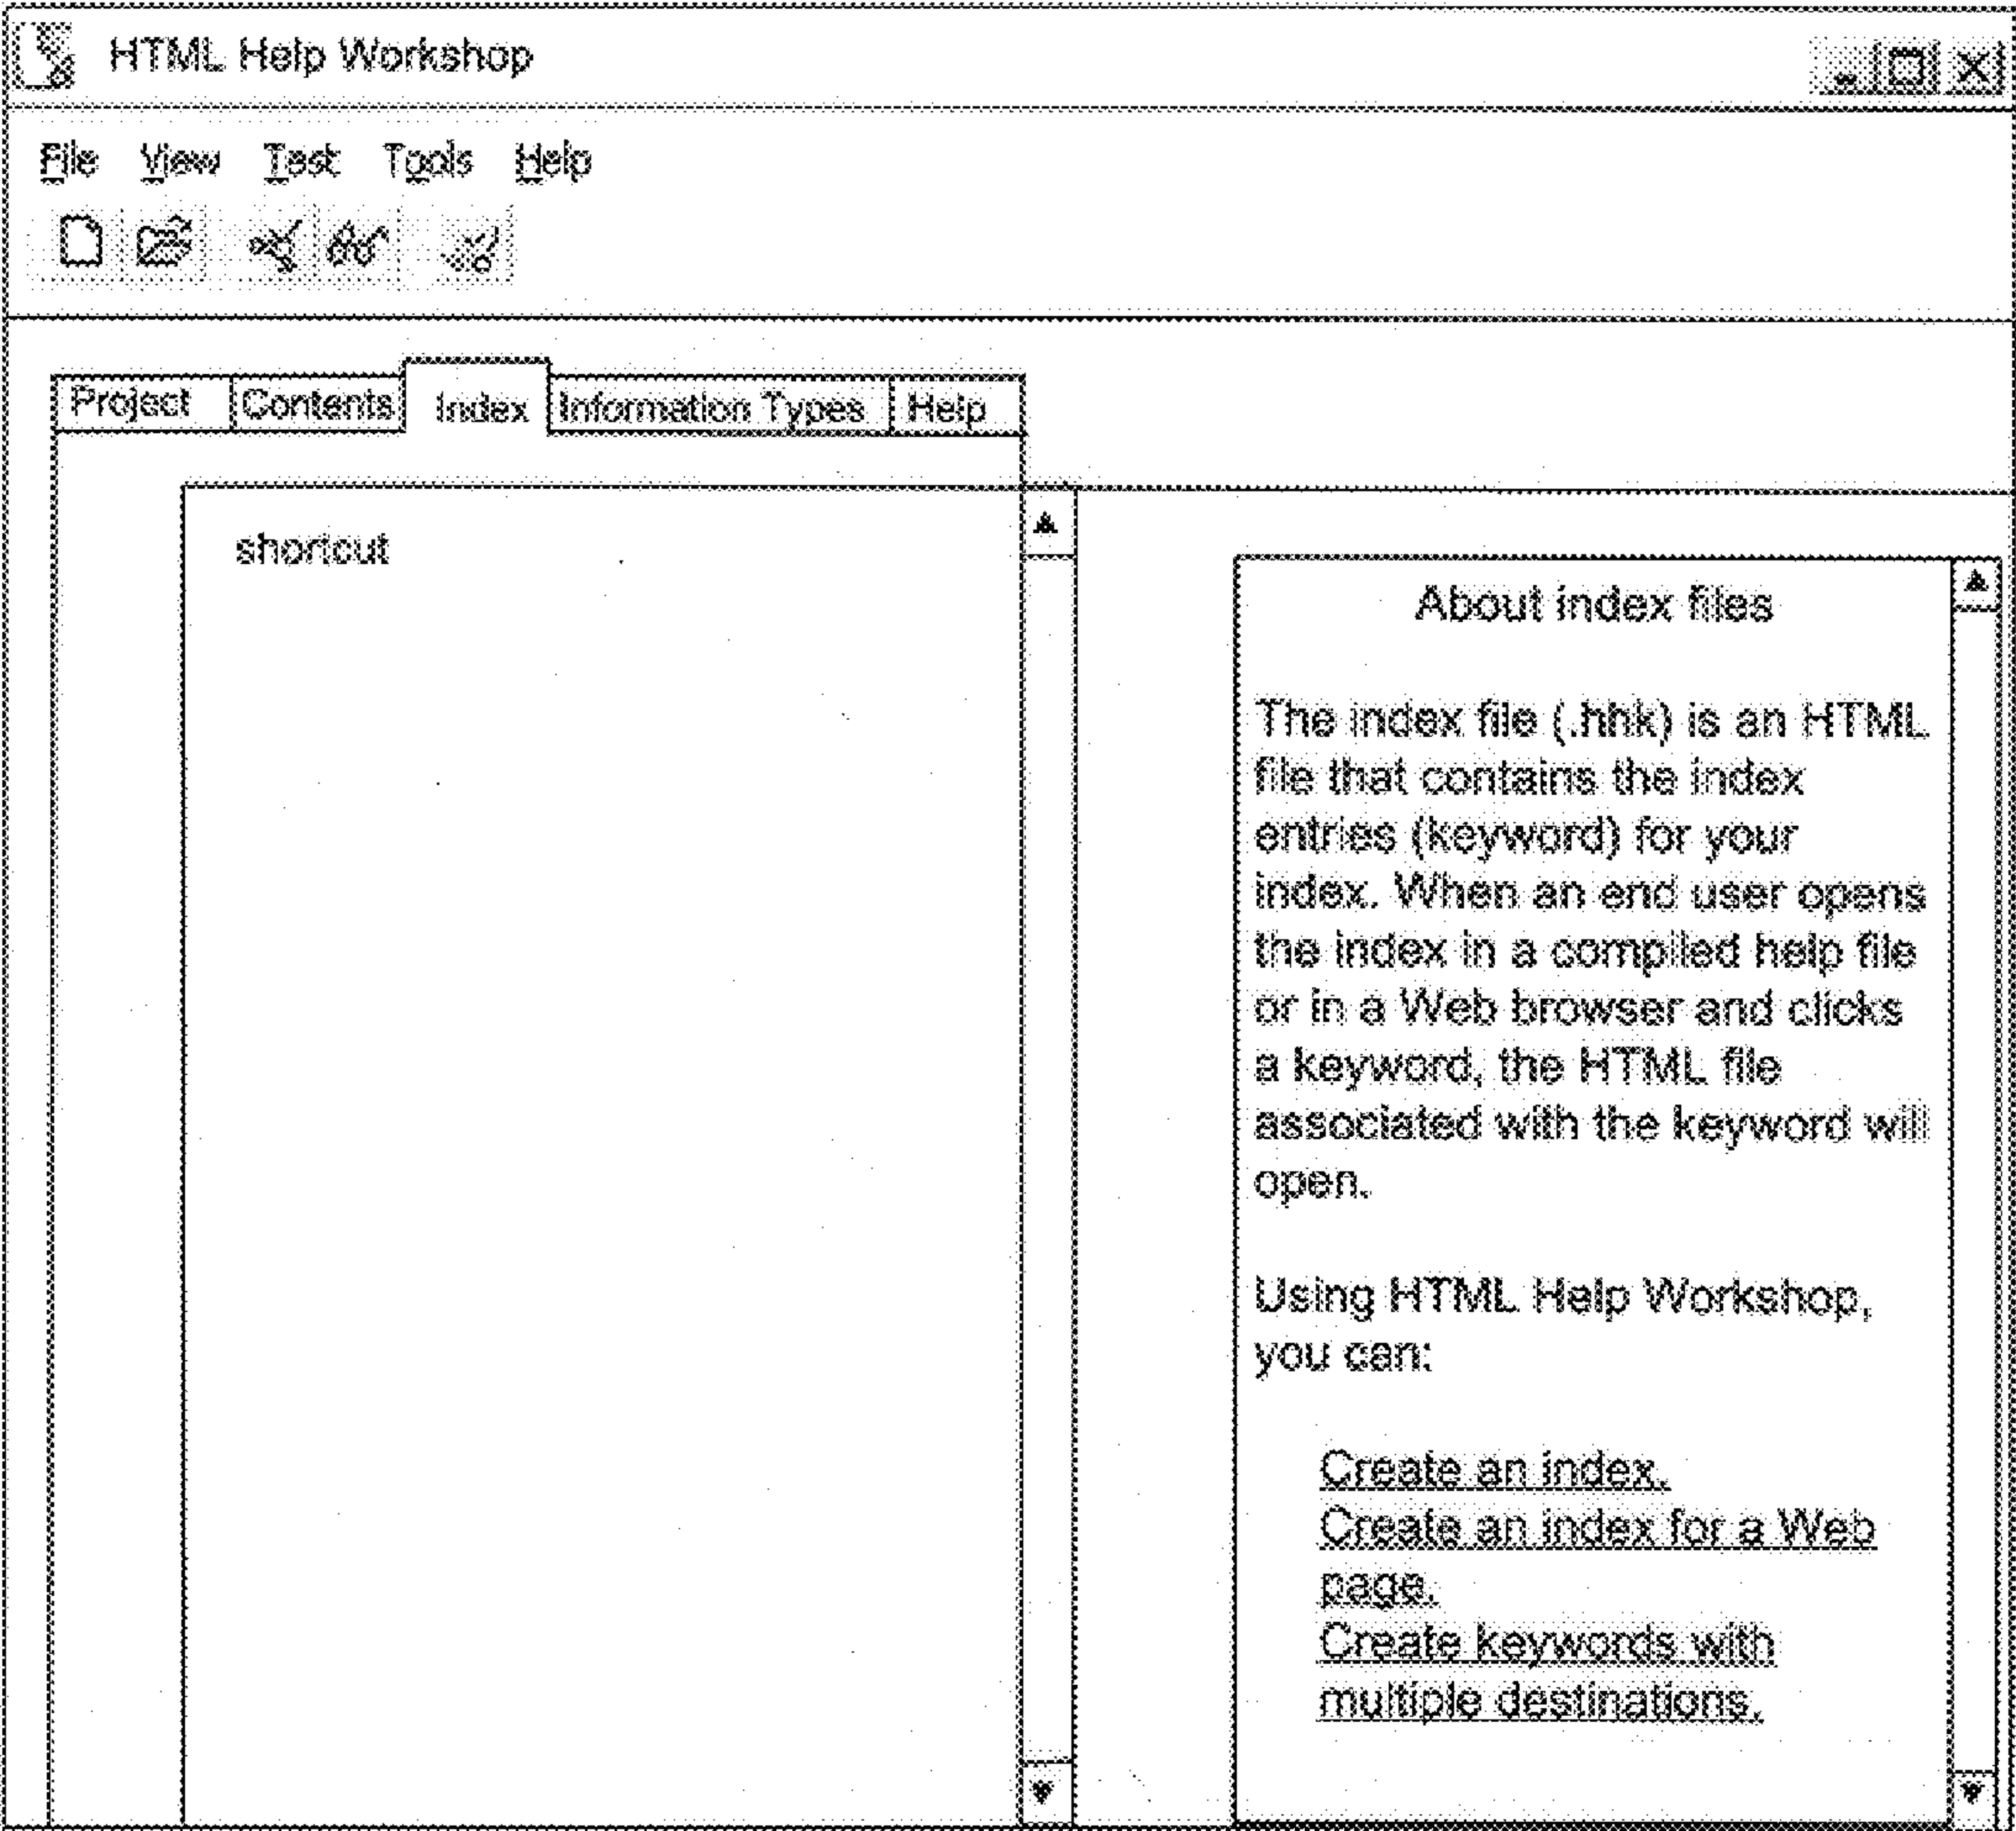 HTML Help Workshop
File View Test Tools Help
Project Contents Index Information Types Help
shortcut
About index files
The index file (.hhk) is an HTML
file that contains the index
entries (keyword) for your
index. When an end user opens
the index in a compiled help file
or in a Web browser and clicks
a keyword, the HTML file
associated with the keyword will
open.
Using HTML Help Workshop,
you can:
Create an index.
Create an index for a Web
page.
Create keywords with
multiple destinations.